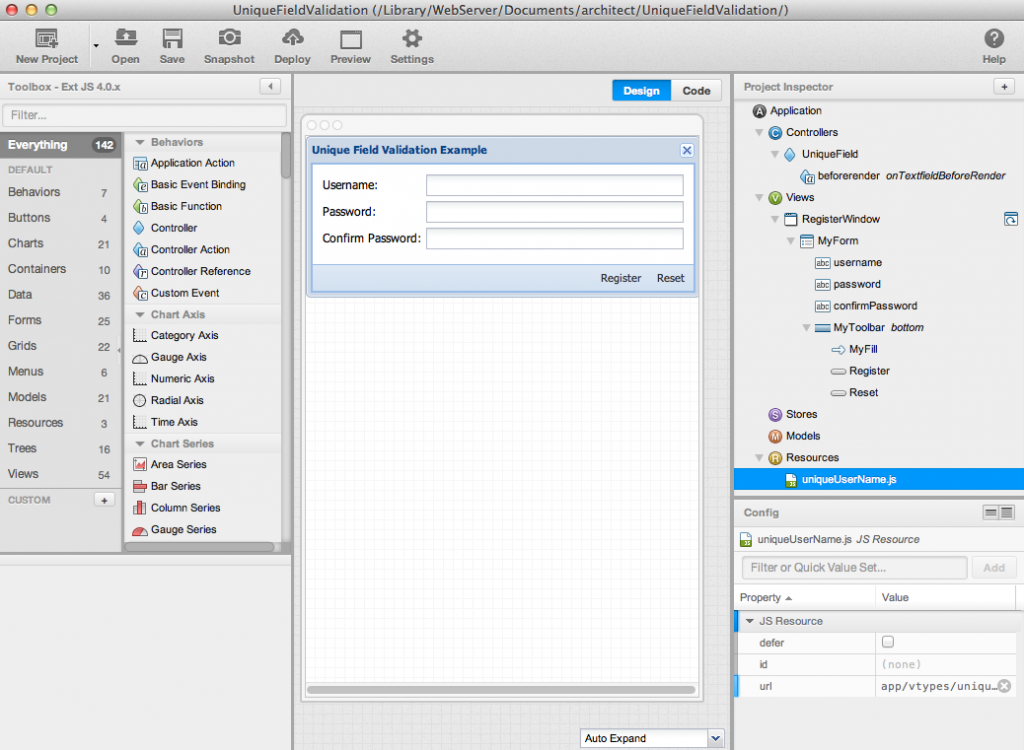 UniqueFieldValidation (/Library/WebServer/Documents/architect/UniqueFieldValidation/)
New Project
Open
Save
Snapshot
Deploy
Preview
Settings
Help
Toolbox - Ext JS 4.0.x
Filter...
Everything 142
DEFAULT
Behaviors 7
Buttons 4
Charts 21
Containers 10
Data 36
Forms 25
Grids 22
Menus 6
Models 21
Resources 3
Trees 16
Views 54
CUSTOM +
Behaviors
Application Action
Basic Event Binding
Basic Function
Controller
Controller Action
Controller Reference
Custom Event
Chart Axis
Category Axis
Gauge Axis
Numeric Axis
Radial Axis
Time Axis
Chart Series
Area Series
Bar Series
Column Series
Gauge Series
Design Code
Unique Field Validation Example
Username:
Password:
Confirm Password:
Register Reset
Auto Expand
Project Inspector +
A Application
C Controllers
UniqueField
beforerender onTextfieldBeforeRender
V Views
RegisterWindow
MyForm
abc username
abc password
abc confirmPassword
MyToolbar bottom
MyFill
Register
Reset
S Stores
M Models
R Resources
JS uniqueUserName.js
Config
JS uniqueUserName.js JS Resource
Filter or Quick Value Set... Add
Property Value
JS Resource
defer
id (none)
url app/vtypes/uniqu...